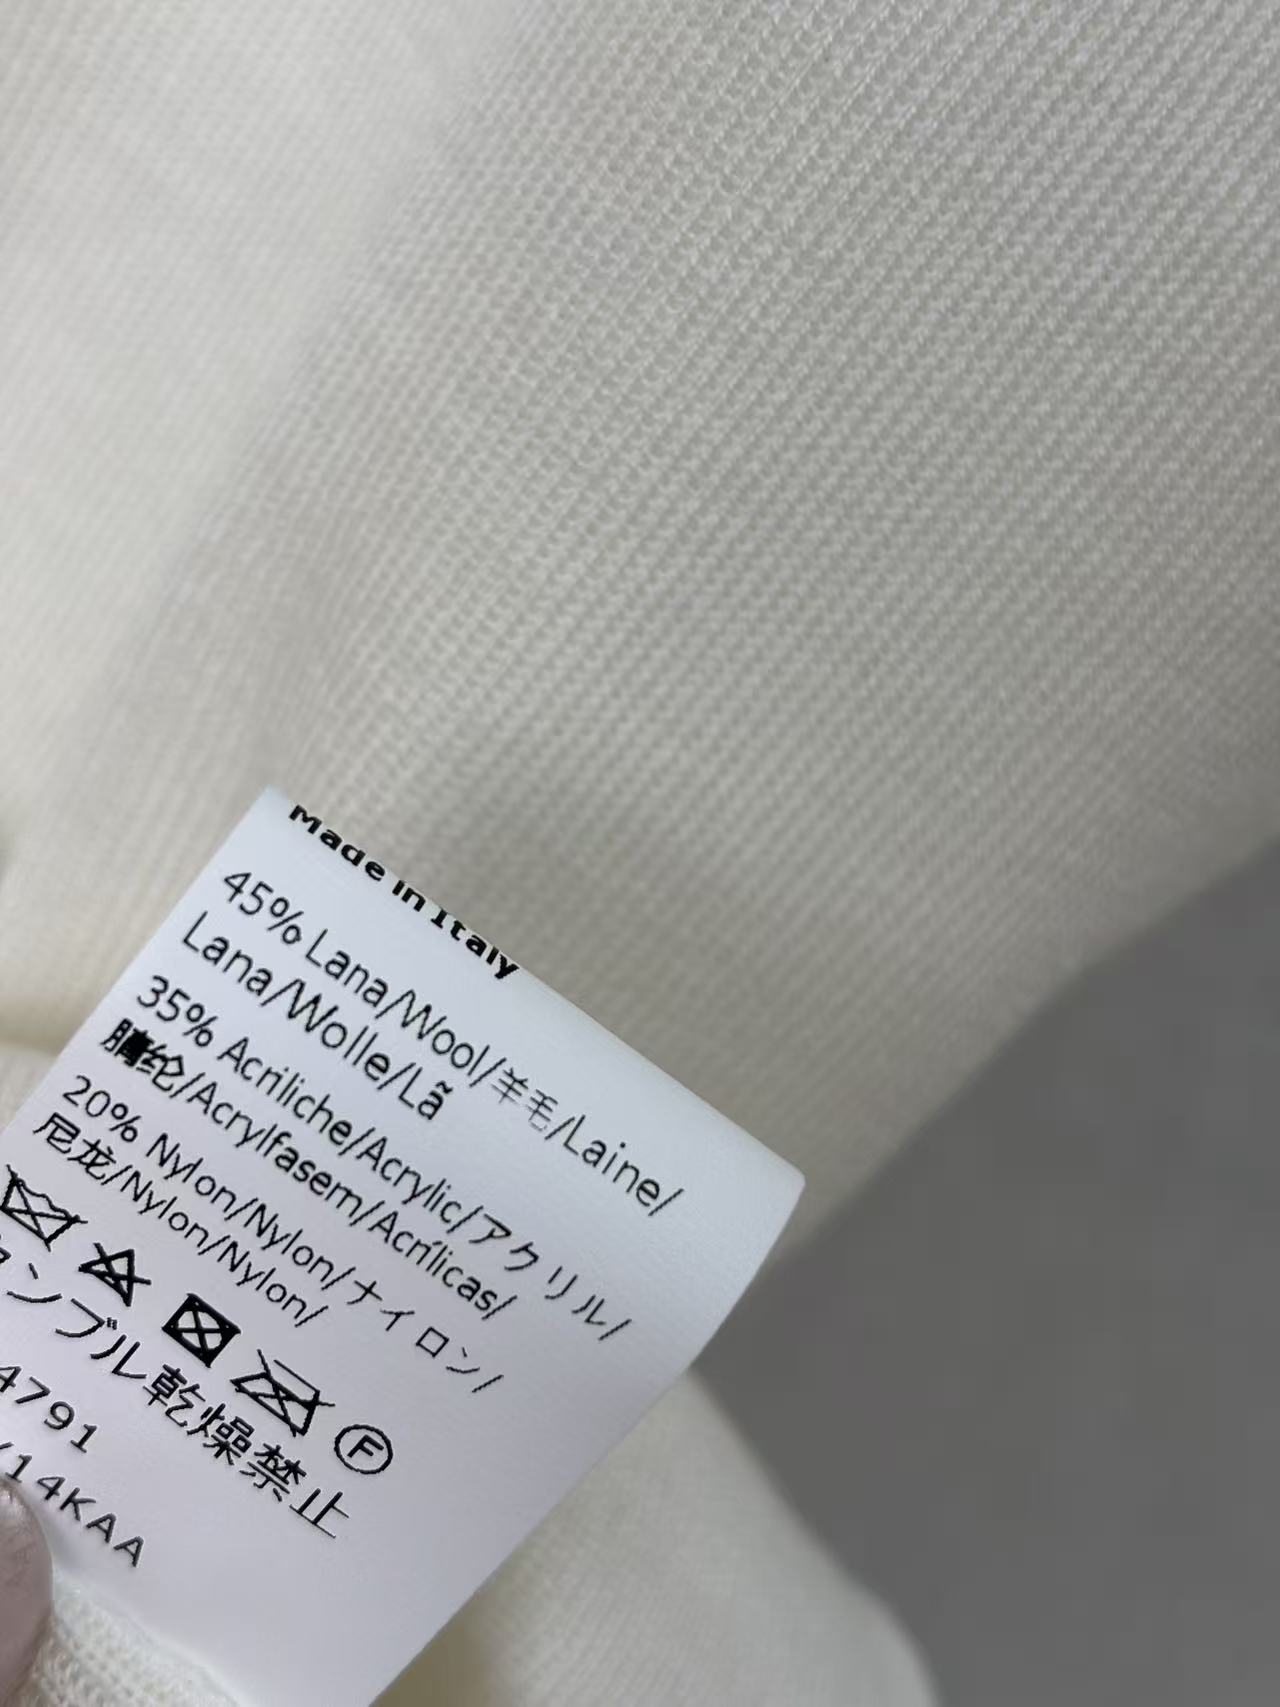 Made in Italy
45% Lana/Wool/羊毛/Laine/
Lana/Wolle/Lã
35% Acriliche/Acrylic/アクリル/
腈纶/Acrylfasern/Acrílicas/
20% Nylon/Nylon/ナイロン/
尼龙/Nylon/Nylon/
F
ンブル乾燥禁止
4791
/14KAA